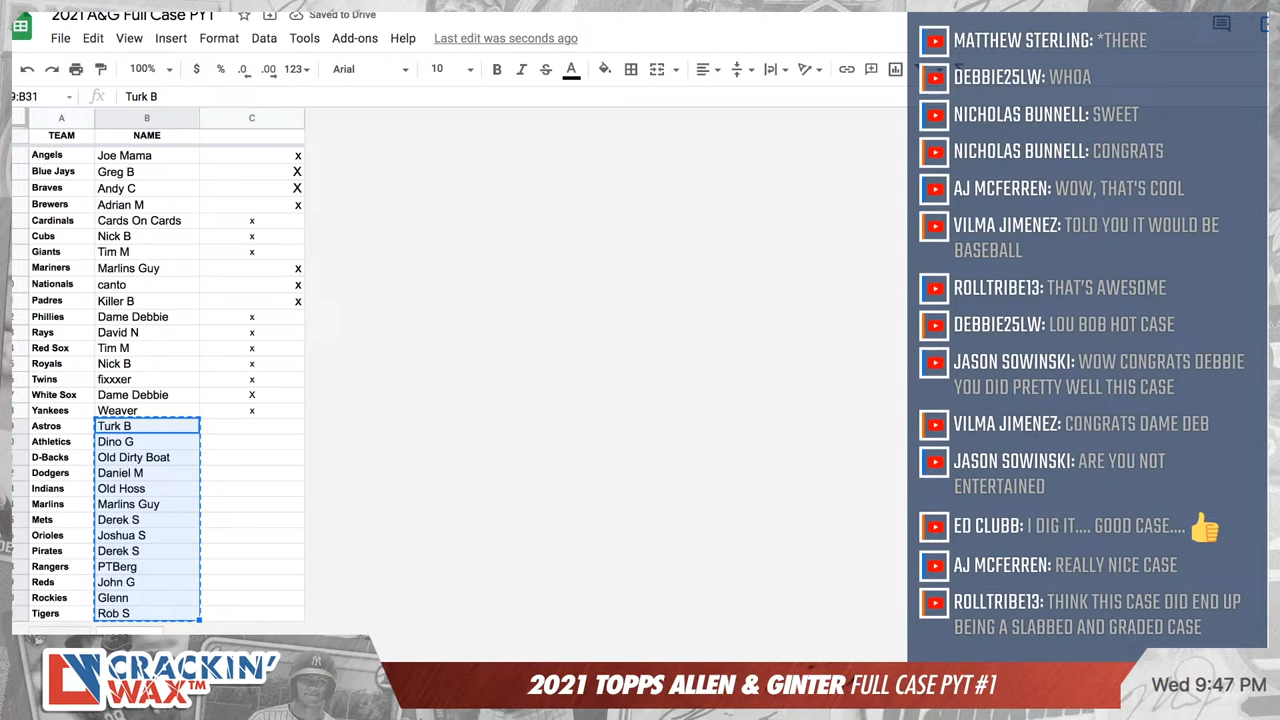 2021 A&G Full Case PYT
Saved to Drive
File Edit View Insert Format Data Tools Add-ons Help Last edit was seconds ago
100% $ % .0 .00 123 Arial 10 B I S A
9:B31 fx Turk B
A B C
TEAM NAME
Angels Joe Mama x
Blue Jays Greg B X
Braves Andy C X
Brewers Adrian M x
Cardinals Cards On Cards x
Cubs Nick B x
Giants Tim M x
Mariners Marlins Guy x
Nationals canto x
Padres Killer B x
Phillies Dame Debbie x
Rays David N x
Red Sox Tim M x
Royals Nick B x
Twins fixxxer x
White Sox Dame Debbie X
Yankees Weaver x
Astros Turk B
Athletics Dino G
D-Backs Old Dirty Boat
Dodgers Daniel M
Indians Old Hoss
Marlins Marlins Guy
Mets Derek S
Orioles Joshua S
Pirates Derek S
Rangers PTBerg
Reds John G
Rockies Glenn
Tigers Rob S
MATTHEW STERLING: *THERE
DEBBIE25LW: WHOA
NICHOLAS BUNNELL: SWEET
NICHOLAS BUNNELL: CONGRATS
AJ MCFERREN: WOW, THAT'S COOL
VILMA JIMENEZ: TOLD YOU IT WOULD BE
BASEBALL
ROLLTRIBE13: THAT'S AWESOME
DEBBIE25LW: LOU BOB HOT CASE
JASON SOWINSKI: WOW CONGRATS DEBBIE
YOU DID PRETTY WELL THIS CASE
VILMA JIMENEZ: CONGRATS DAME DEB
JASON SOWINSKI: ARE YOU NOT
ENTERTAINED
ED CLUBB: I DIG IT.... GOOD CASE.... 👍
AJ MCFERREN: REALLY NICE CASE
ROLLTRIBE13: THINK THIS CASE DID END UP
BEING A SLABBED AND GRADED CASE
CRACKIN'
WAX™
2021 TOPPS ALLEN & GINTER FULL CASE PYT #1
Wed 9:47 PM